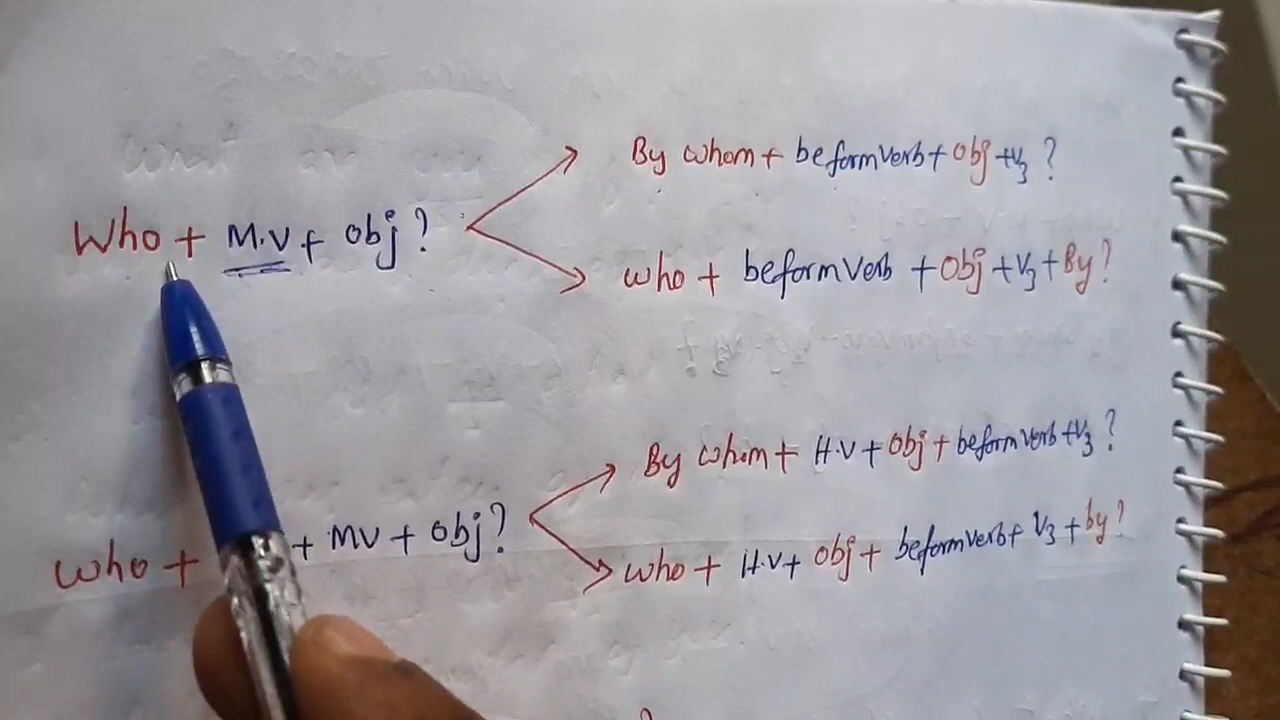 By whom + beformverb + obj + V3 ?
Who + M.V + obj ?
who + beformverb + obj + V3 + By ?
By whom + H.V + obj + beformverb + V3 ?
who + + MV + obj ?
who + H.V + obj + beformverb + V3 + by ?